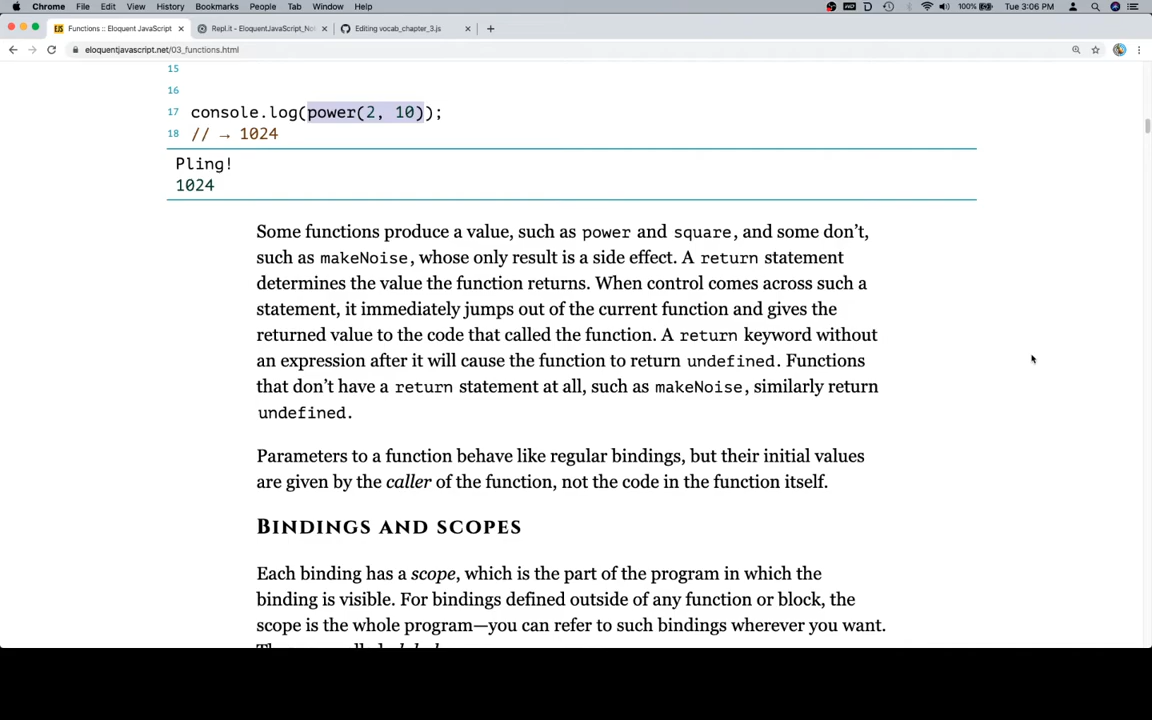 Chrome File Edit View History Bookmarks People Tab Window Help 100% Tue 3:06 PM
Functions :: Eloquent JavaScript Repl.it - EloquentJavaScript_No Editing vocab_chapter_3.js
eloquentjavascript.net/03_functions.html
15
16
17 console.log(power(2, 10));
18 // → 1024
Pling!
1024
Some functions produce a value, such as power and square, and some don’t,
such as makeNoise, whose only result is a side effect. A return statement
determines the value the function returns. When control comes across such a
statement, it immediately jumps out of the current function and gives the
returned value to the code that called the function. A return keyword without
an expression after it will cause the function to return undefined. Functions
that don’t have a return statement at all, such as makeNoise, similarly return
undefined.
Parameters to a function behave like regular bindings, but their initial values
are given by the caller of the function, not the code in the function itself.
BINDINGS AND SCOPES
Each binding has a scope, which is the part of the program in which the
binding is visible. For bindings defined outside of any function or block, the
scope is the whole program—you can refer to such bindings wherever you want.